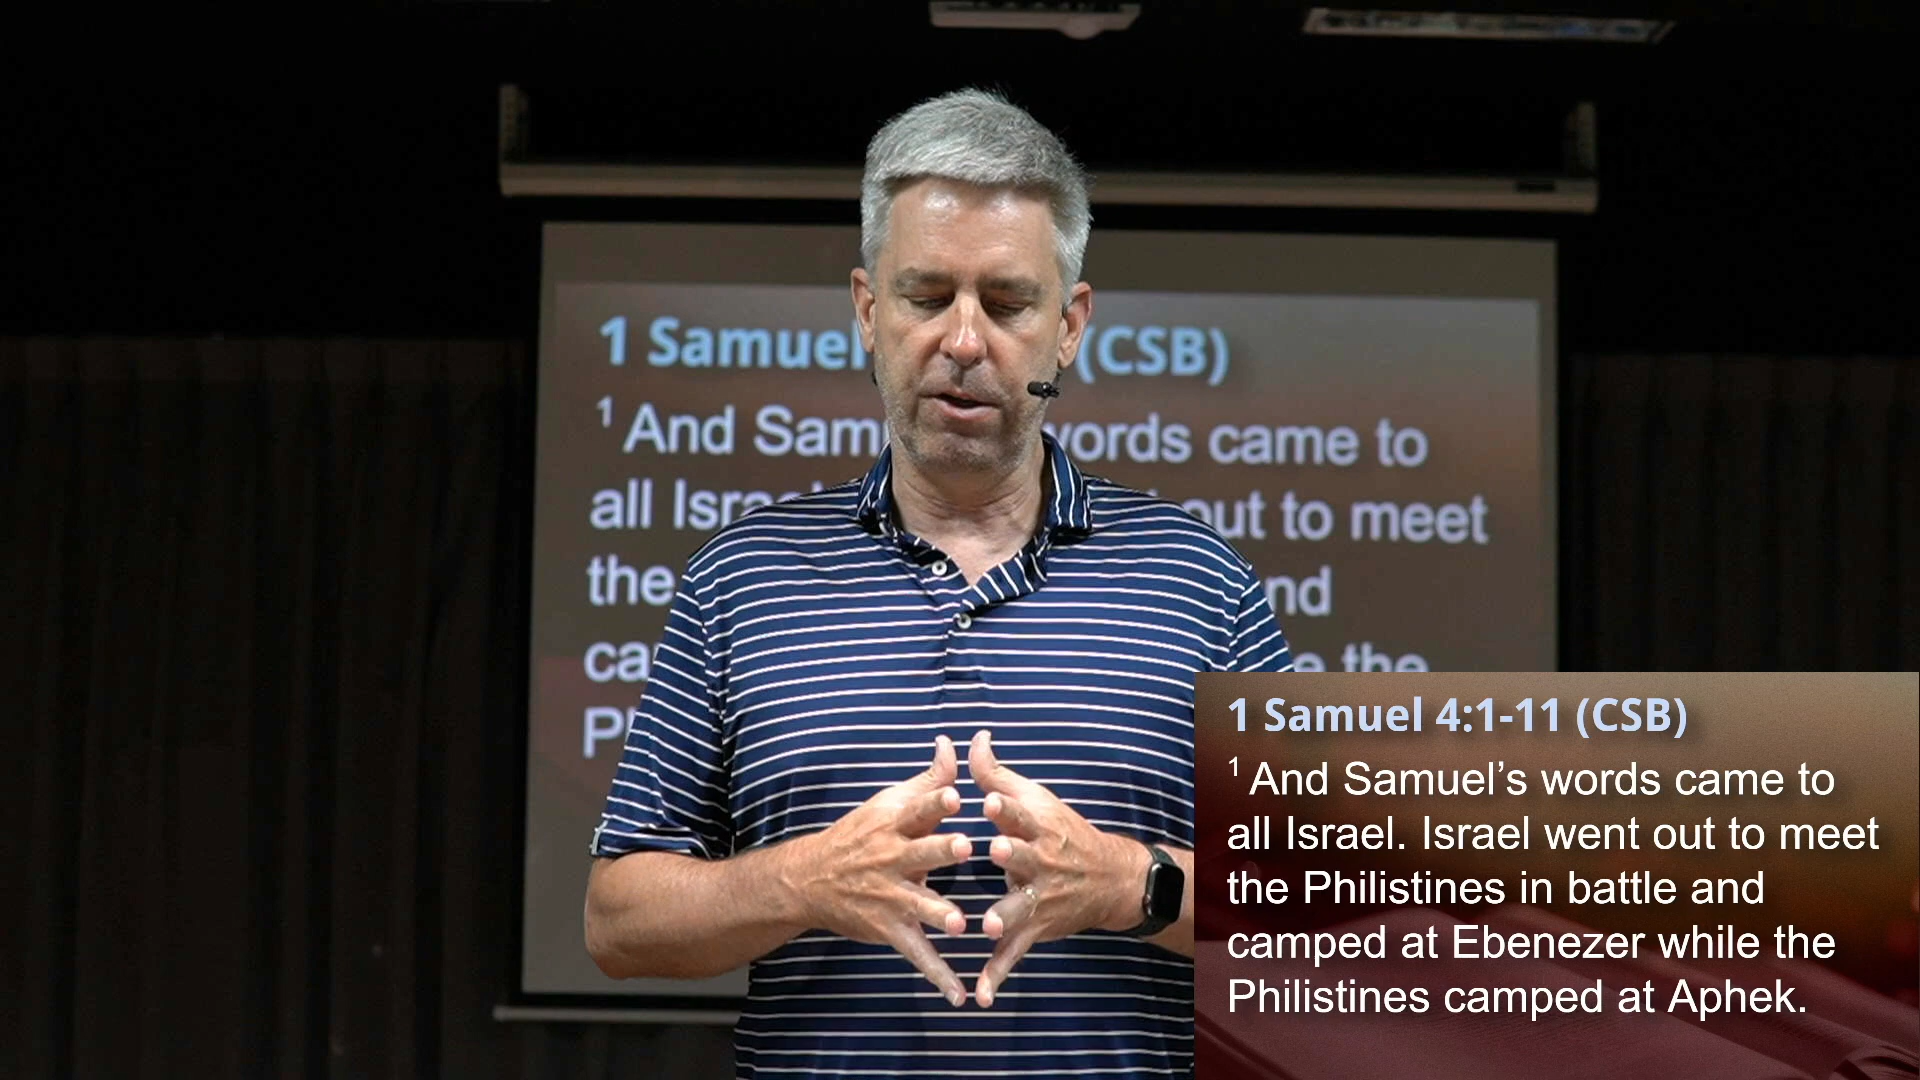 1 Samuel (CSB)
1 And Sam words came to
all Isra out to meet
the nd
ca e the
P
1 Samuel 4:1-11 (CSB)
1 And Samuel’s words came to
all Israel. Israel went out to meet
the Philistines in battle and
camped at Ebenezer while the
Philistines camped at Aphek.